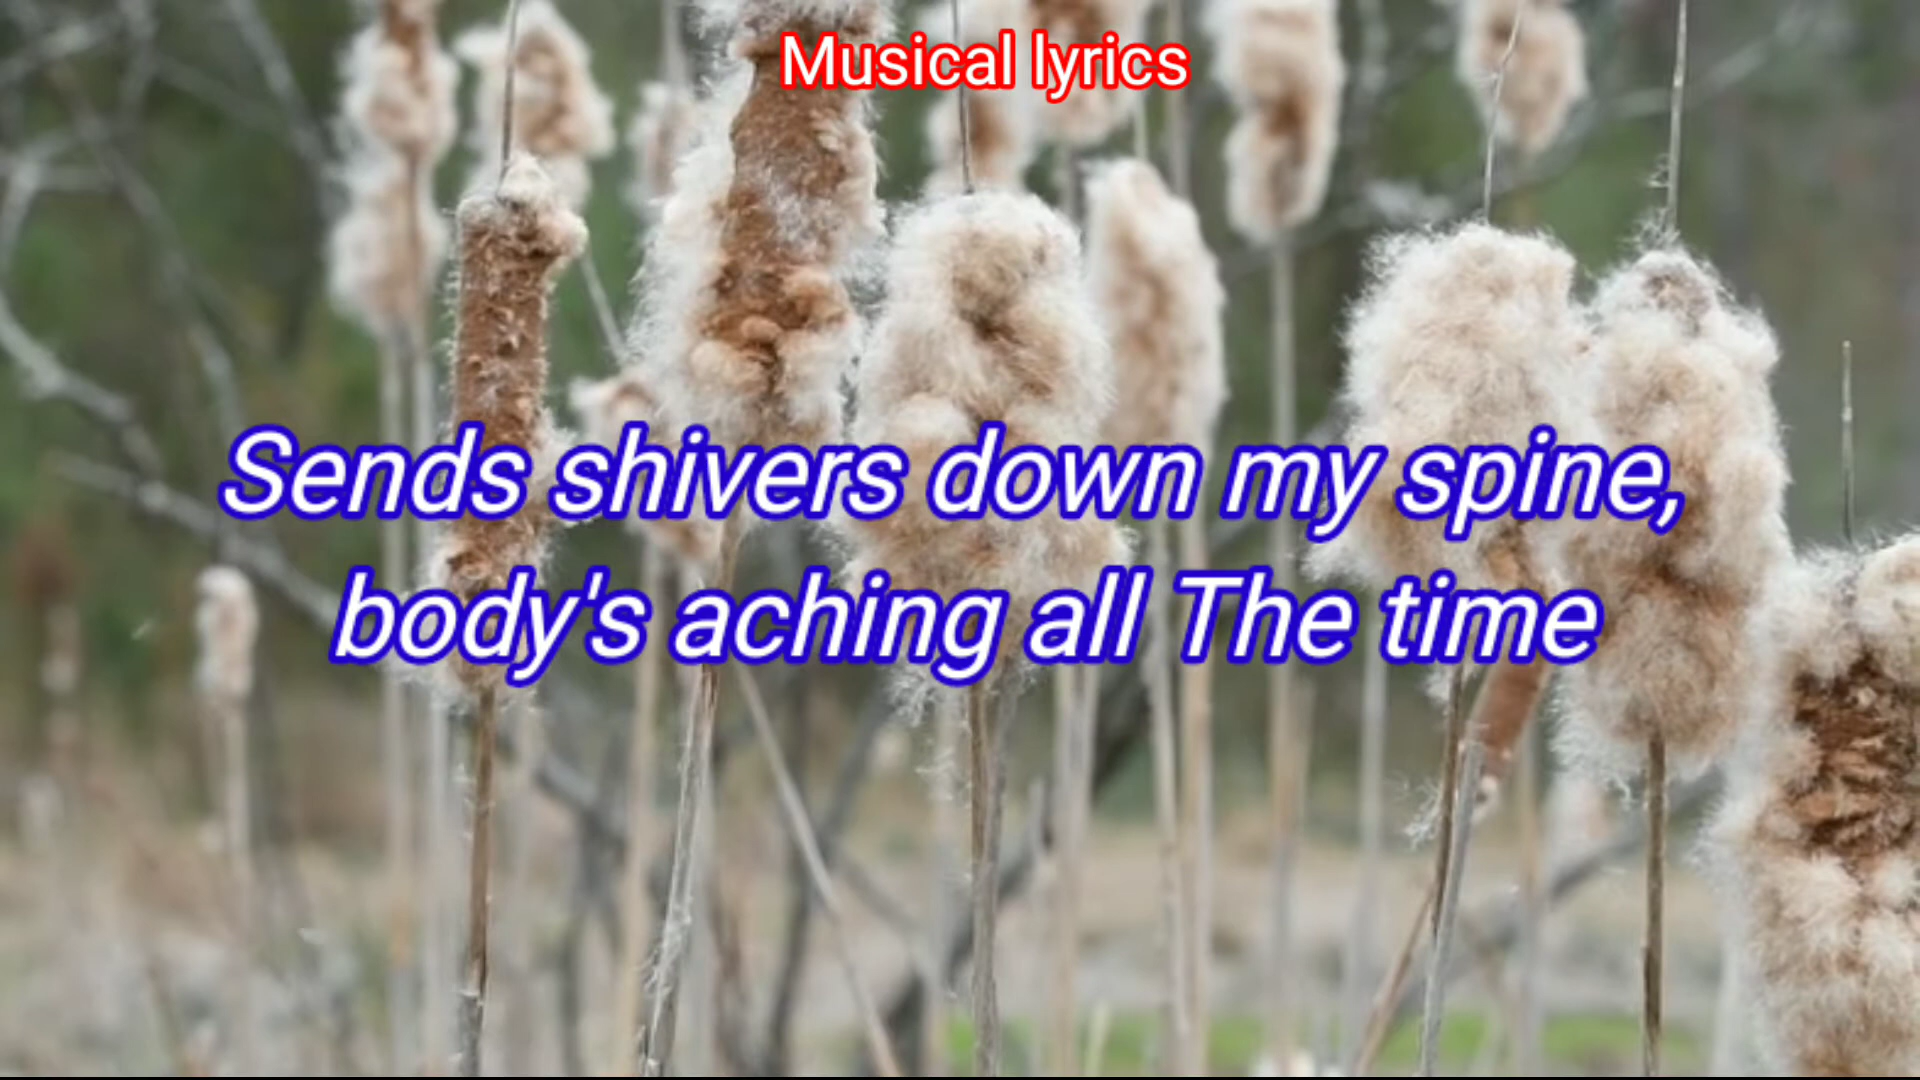 Musical lyrics
Sends shivers down my spine,
body's aching all The time